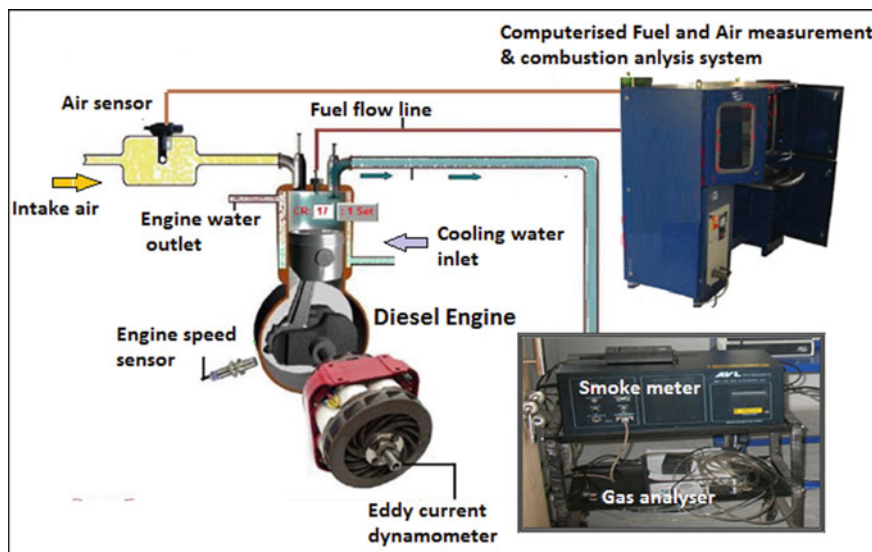 Computerised Fuel and Air measurement
& combustion anlysis system
Air sensor
Fuel flow line
Intake air
Engine water
outlet
CR: 17 : 1 Set
Cooling water
inlet
Diesel Engine
Engine speed
sensor
Smoke meter
AVL
Gas analyser
Eddy current
dynamometer